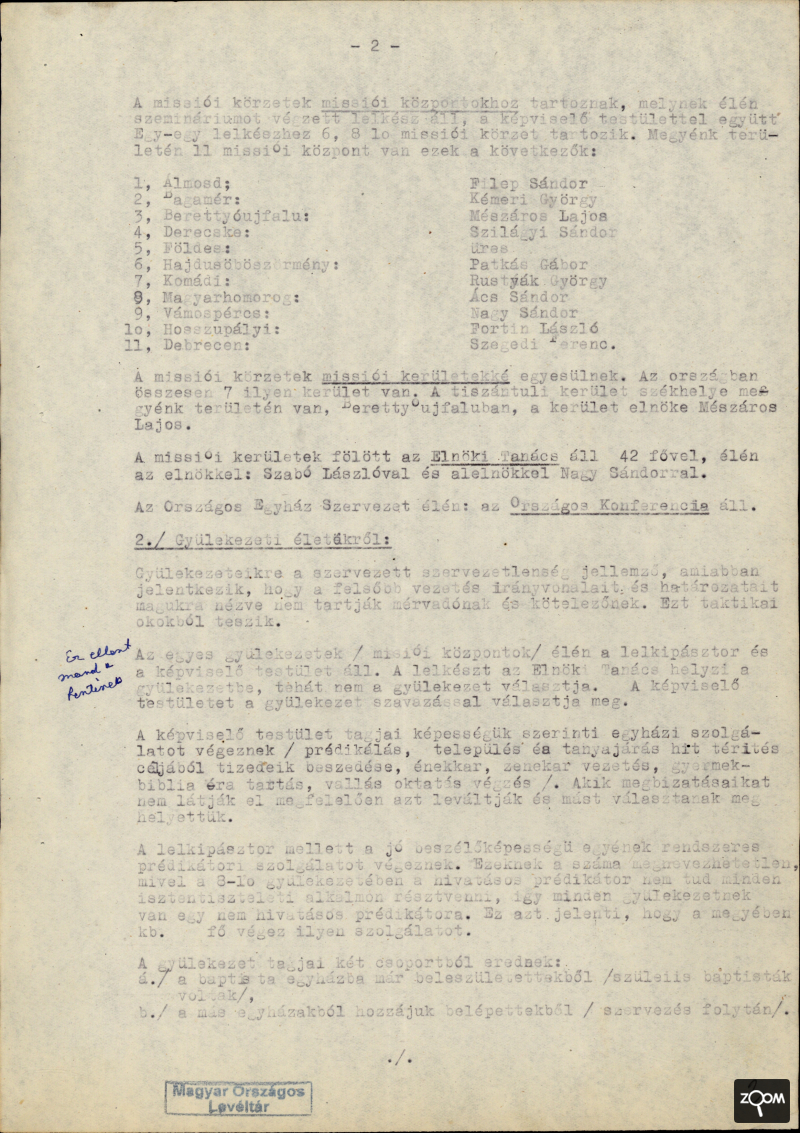 - 2 -
A missiói körzetek missiói központokhoz tartoznak, melynek élén
szemináriumot végzett lelkész áll, a képviselő testülettel együtt
Egy-egy lelkészhez 6, 8 lo missiói körzet tartozik. Megyénk terü-
letén 11 missiói központ van ezek a következők:
1, Álmosd; Filep Sándor
2, Bagamér: Kémeri György
3, Berettyóujfalu: Mészáros Lajos
4, Derecske: Szilágyi Sándor
5, Földes: üres
6, Hajduböszörmény: Patkás Gábor
7, Komádi: Rustyák György
8, Magyarhomorog: Ács Sándor
9, Vámospércs: Nagy Sándor
lo, Hosszupályi: Fortin László
11, Debrecen: Szegedi Ferenc.
A missiói körzetek missiói kerületekké egyesülnek. Az országban
összesen 7 ilyen kerület van. A tiszántuli kerület székhelye me-
gyénk területén van, Berettyóujfaluban, a kerület elnöke Mészáros
Lajos.
A missiói kerületek fölött az Elnöki Tanács áll 42 fővel, élén
az elnökkel: Szabó Lászlóval és alelnökkel Nagy Sándorral.
Az Országos Egyház Szervezet élén: az Országos Konferencia áll.
2./ Gyülekezeti életükről:
Gyülekezeteikre a szervezett szervezetlenség jellemző, amiabban
jelentkezik, hogy a felsőbb vezetés irányvonalait és határozatait
magukra nézve nem tartják mérvadónak és kötelezőnek. Ezt taktikai
okokból teszik.
Ez ellent
mond a
fentinek
Az egyes gyülekezetek / misiói központok/ élén a lelkipásztor és
a képviselő testület áll. A lelkészt az Elnöki Tanács helyzi a
gyülekezetbe, tehát nem a gyülekezet választja. A képviselő
testületet a gyülekezet szavazással választja meg.
A képviselő testület tagjai képességük szerinti egyházi szolgá-
latot végeznek / prédikálás, település és tanyajárás hit térítés
céljából tizedeik beszedése, énekkar, zenekar vezetés, gyermek-
biblia óra tartás, vallás oktatás végzés /. Akik megbizatásaikat
nem látják el megfelelően azt leváltják és mást választanak meg
helyettük.
A lelkipásztor mellett a jó beszélőképességü egyének rendszeres
prédikátori szolgálatot végeznek. Ezeknek a száma megnevezhetetlen,
mivel a 8-lo gyülekezetében a hivatásos prédikátor nem tud minden
istentiszteleti alkalmon résztvenni, igy minden gyülekezetnek
van egy nem hivatásos prédikátora. Ez azt jelenti, hogy a megyében
kb. fő végez ilyen szolgálatot.
A gyülekezet tagjai két csoportból erednek:
a./ a baptista egyházba már beleszületettekből /szüleiis baptisták
voltak/,
b./ a más egyházakból hozzájuk belépettekből / szervezés folytán/.
./.
Magyar Országos
Levéltár
ZOOM